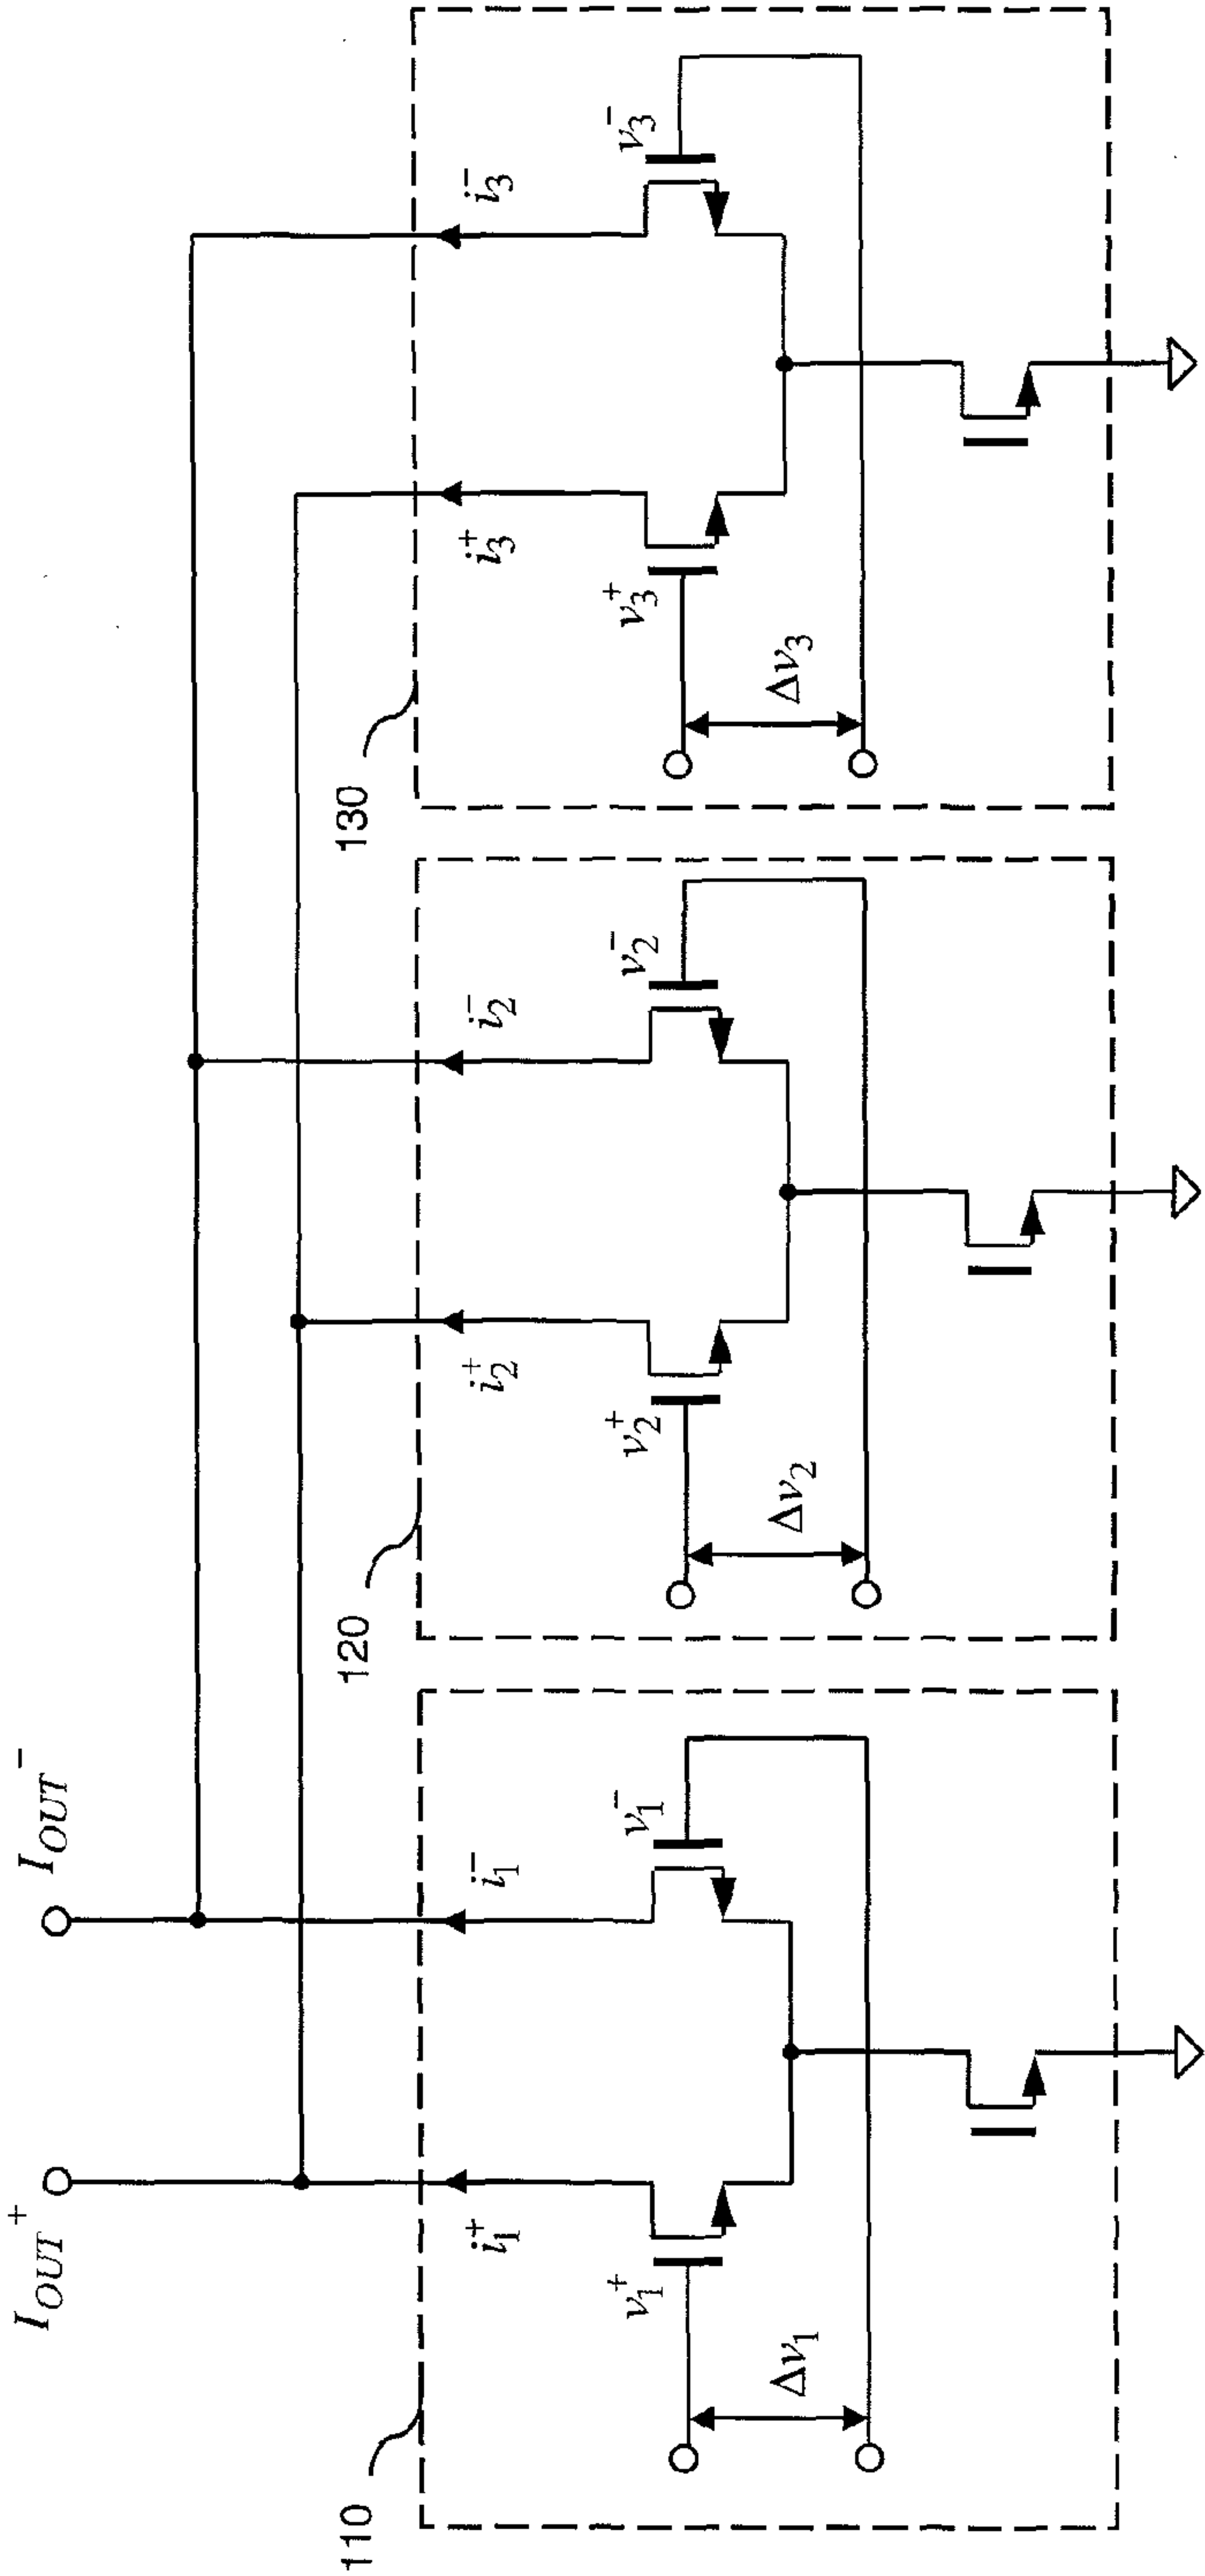 I_OUT^+
I_OUT^-
110
120
130
i_1^+
i_1^-
i_2^+
i_2^-
i_3^+
i_3^-
v_1^+
v_1^-
v_2^+
v_2^-
v_3^+
v_3^-
Δv_1
Δv_2
Δv_3